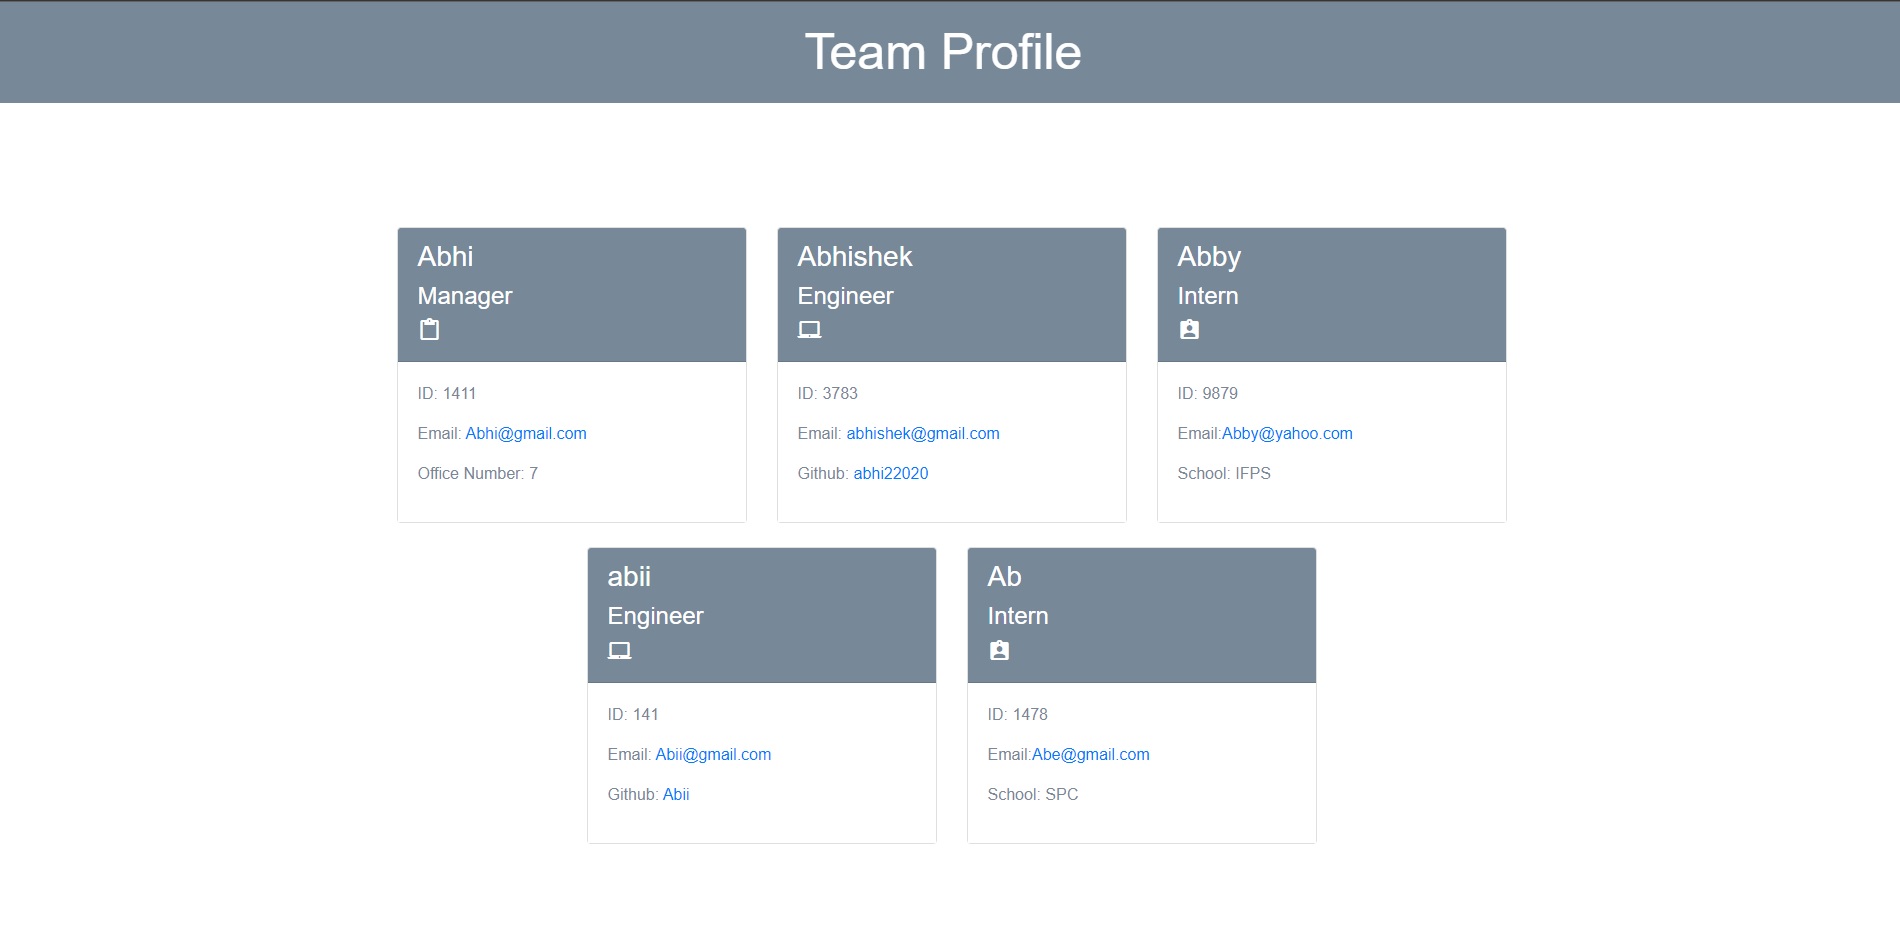 Team Profile
Abhi
Manager
ID: 1411
Email: Abhi@gmail.com
Office Number: 7
Abhishek
Engineer
ID: 3783
Email: abhishek@gmail.com
Github: abhi22020
Abby
Intern
ID: 9879
Email:Abby@yahoo.com
School: IFPS
abii
Engineer
ID: 141
Email: Abii@gmail.com
Github: Abii
Ab
Intern
ID: 1478
Email:Abe@gmail.com
School: SPC